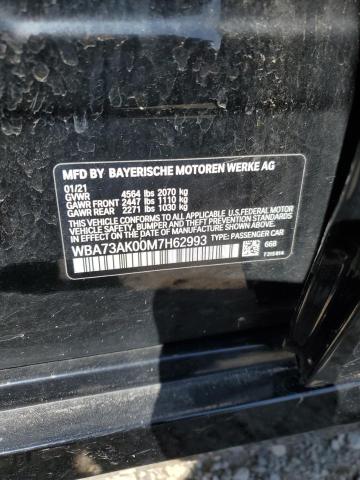 MFD BY BAYERISCHE MOTOREN WERKE AG
01/21
GVWR 4564 lbs 2070 kg
GAWR FRONT 2447 lbs 1110 kg
GAWR REAR 2271 lbs 1030 kg
THIS VEHICLE CONFORMS TO ALL APPLICABLE U.S. FEDERAL MOTOR
VEHICLE SAFETY, BUMPER, AND THEFT PREVENTION STANDARDS IN
EFFECT ON THE DATE OF MANUFACTURE SHOWN ABOVE.
WBA73AK00M7H62993 TYPE: PASSENGER CAR
668